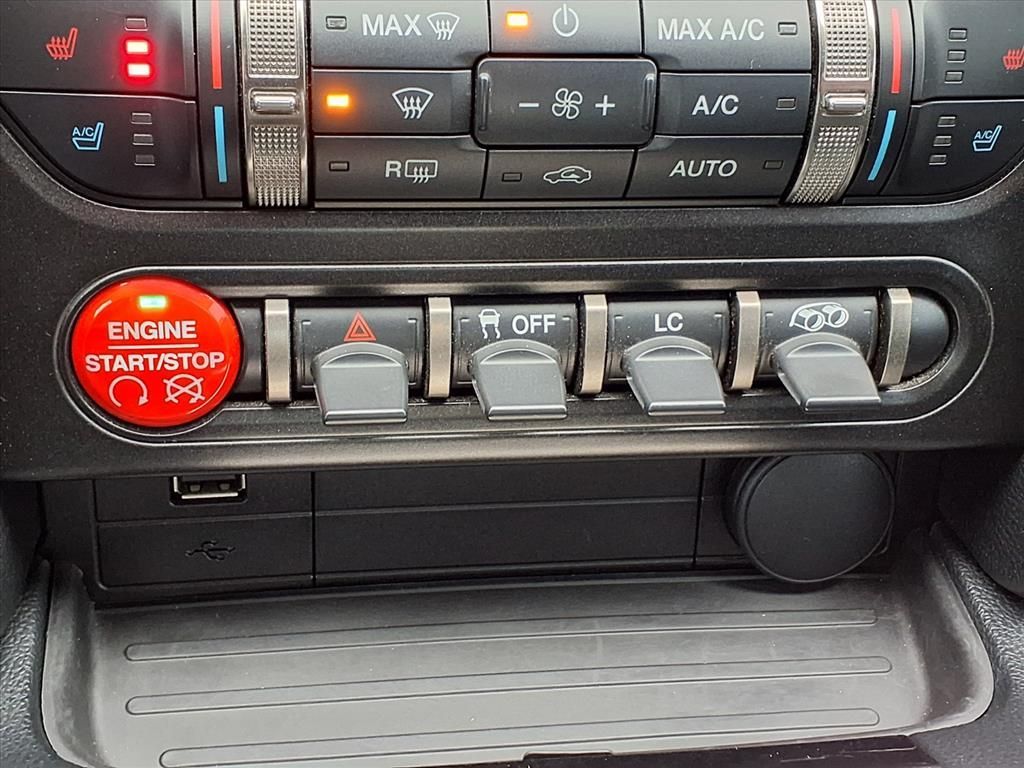 MAX
MAX A/C
A/C
- +
A/C
A/C
R
AUTO
ENGINE
START/STOP
OFF
LC